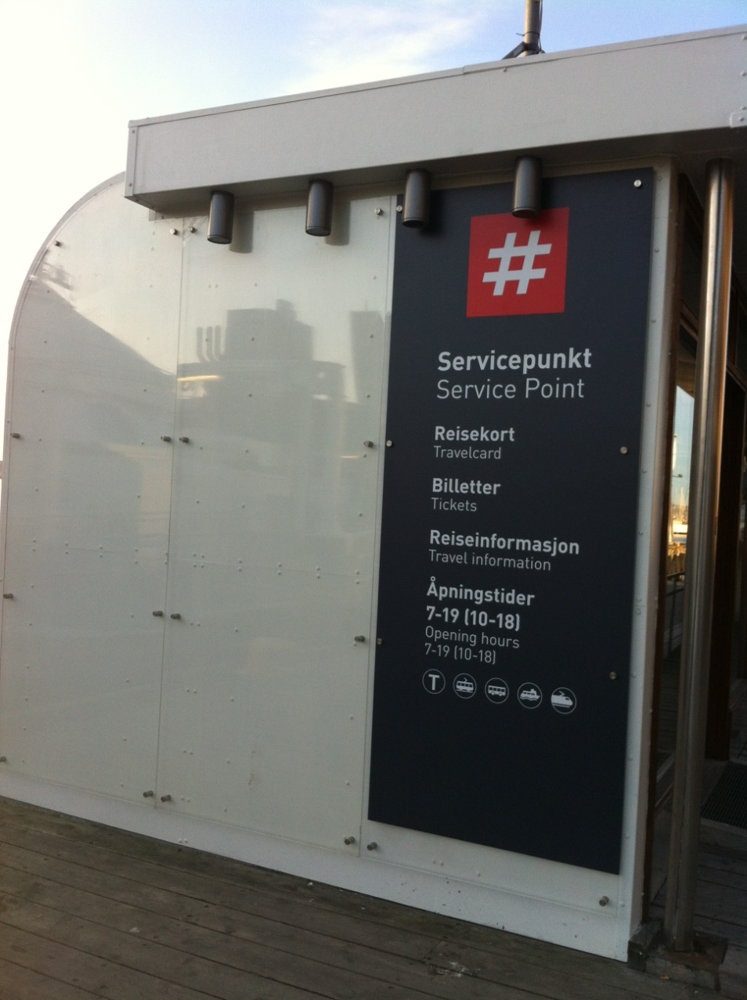 #
Servicepunkt
Service Point
Reisekort
Travelcard
Billetter
Tickets
Reiseinformasjon
Travel information
Åpningstider
7-19 (10-18)
Opening hours
7-19 (10-18)
T